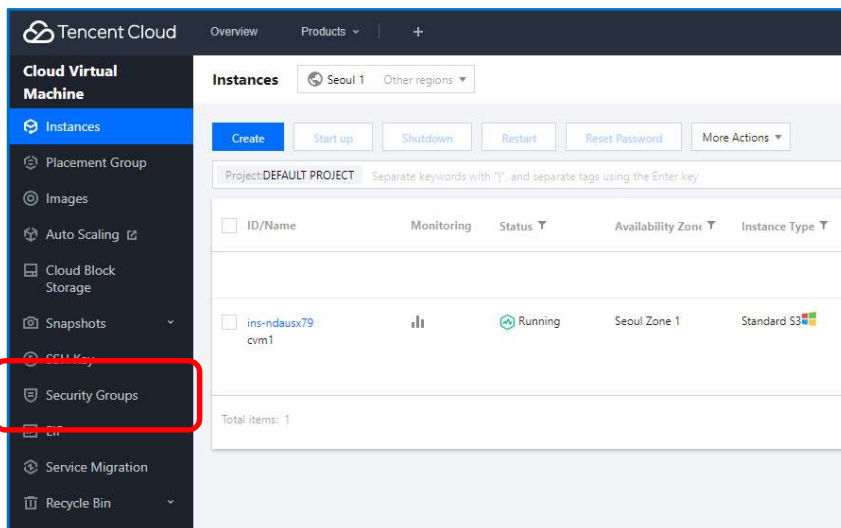 Tencent Cloud
Overview
Products
+
Cloud Virtual
Machine
Instances
Placement Group
Images
Auto Scaling
Cloud Block
Storage
Snapshots
SSH Key
Security Groups
EIP
Service Migration
Recycle Bin
Instances
Seoul 1
Other regions
Create
Start up
Shutdown
Restart
Reset Password
More Actions
Project:DEFAULT PROJECT
Separate keywords with "|", and separate tags using the Enter key
ID/Name
Monitoring
Status
Availability Zone
Instance Type
ins-ndausx79
cvm1
Running
Seoul Zone 1
Standard S3
Total items: 1